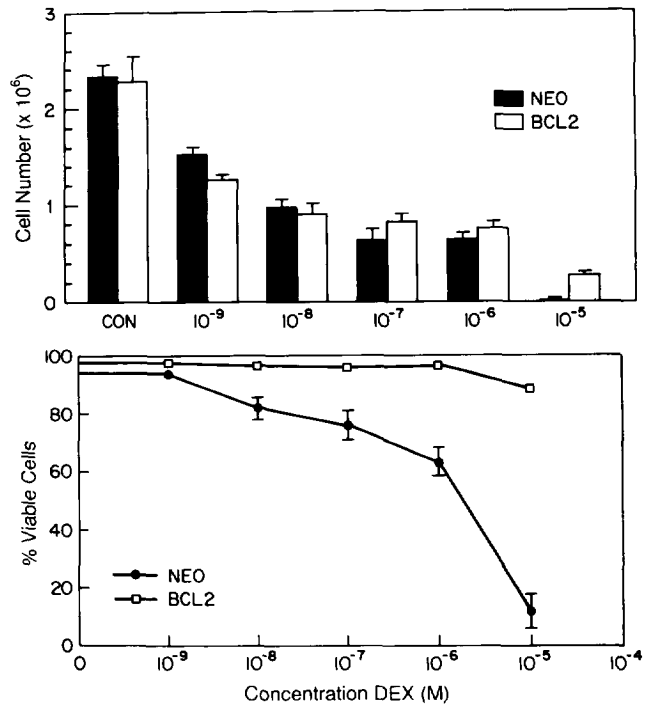 3
2
1
0
Cell Number (x 10⁶)
NEO
BCL2
CON 10⁻⁹ 10⁻⁸ 10⁻⁷ 10⁻⁶ 10⁻⁵
100
80
60
40
20
0
% Viable Cells
NEO
BCL2
0 10⁻⁹ 10⁻⁸ 10⁻⁷ 10⁻⁶ 10⁻⁵ 10⁻⁴
Concentration DEX (M)